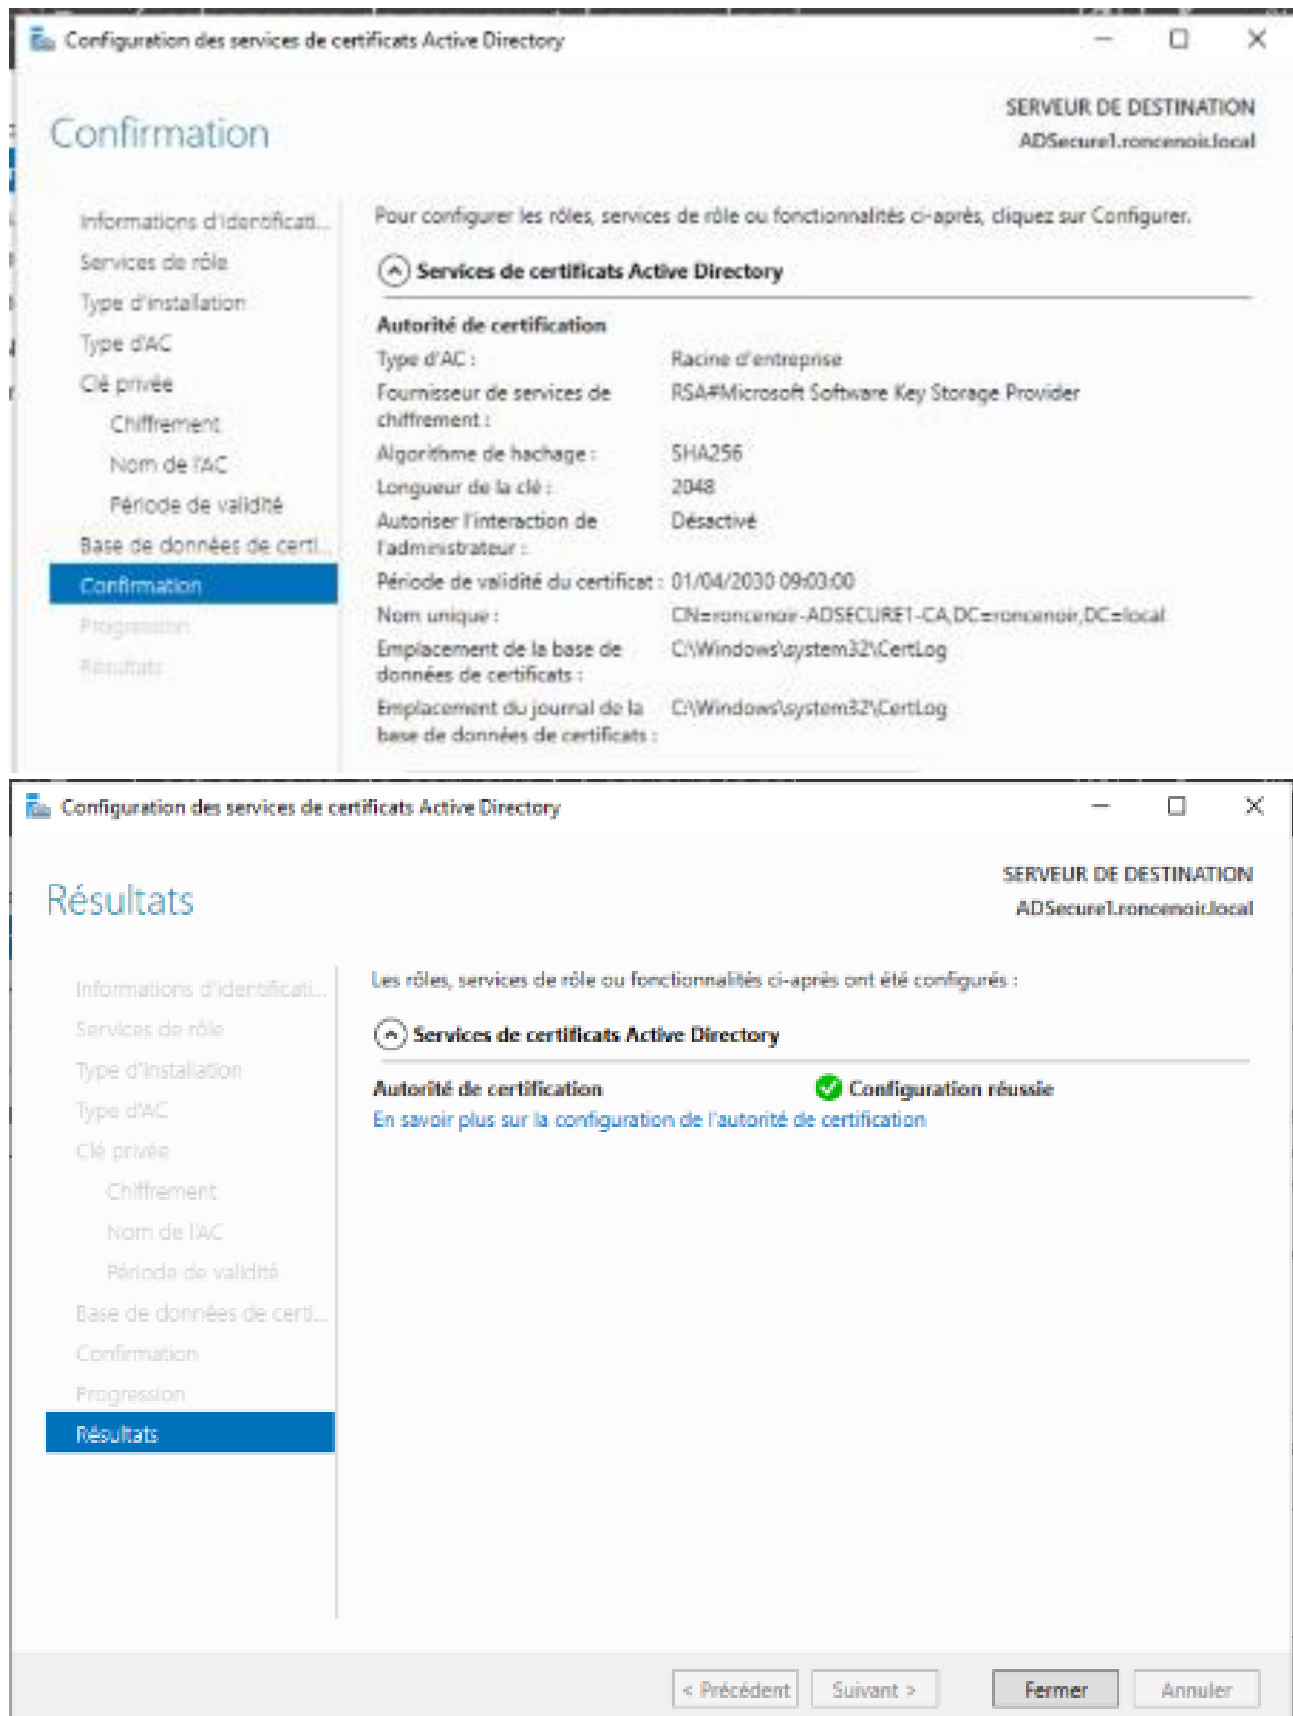 Configuration des services de certificats Active Directory
Confirmation
SERVEUR DE DESTINATION
ADSecure1.roncenoir.local
Informations d'identificati...
Services de rôle
Type d'installation
Type d'AC
Clé privée
Chiffrement
Nom de l'AC
Période de validité
Base de données de certi...
Confirmation
Progression
Résultats
Pour configurer les rôles, services de rôle ou fonctionnalités ci-après, cliquez sur Configurer.
Services de certificats Active Directory
Autorité de certification
Type d'AC : Racine d'entreprise
Fournisseur de services de RSA#Microsoft Software Key Storage Provider
chiffrement :
Algorithme de hachage : SHA256
Longueur de la clé : 2048
Autoriser l'interaction de Désactivé
l'administrateur :
Période de validité du certificat : 01/04/2030 09:03:00
Nom unique : CN=roncenoir-ADSECURE1-CA,DC=roncenoir,DC=local
Emplacement de la base de C:\Windows\system32\CertLog
données de certificats :
Emplacement du journal de la C:\Windows\system32\CertLog
base de données de certificats :
Configuration des services de certificats Active Directory
Résultats
SERVEUR DE DESTINATION
ADSecure1.roncenoir.local
Informations d'identificati...
Services de rôle
Type d'installation
Type d'AC
Clé privée
Chiffrement
Nom de l'AC
Période de validité
Base de données de certi...
Confirmation
Progression
Résultats
Les rôles, services de rôle ou fonctionnalités ci-après ont été configurés :
Services de certificats Active Directory
Autorité de certification Configuration réussie
En savoir plus sur la configuration de l'autorité de certification
< Précédent Suivant > Fermer Annuler